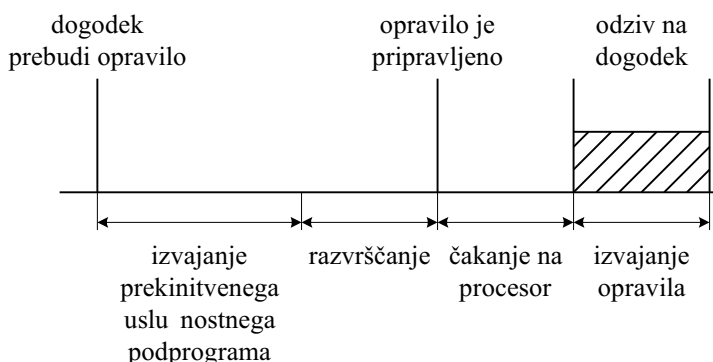 dogodek
prebudi opravilo
opravilo je
pripravljeno
odziv na
dogodek
izvajanje
prekinitvenega
uslu nostnega
podprograma
razvrščanje
čakanje na
procesor
izvajanje
opravila